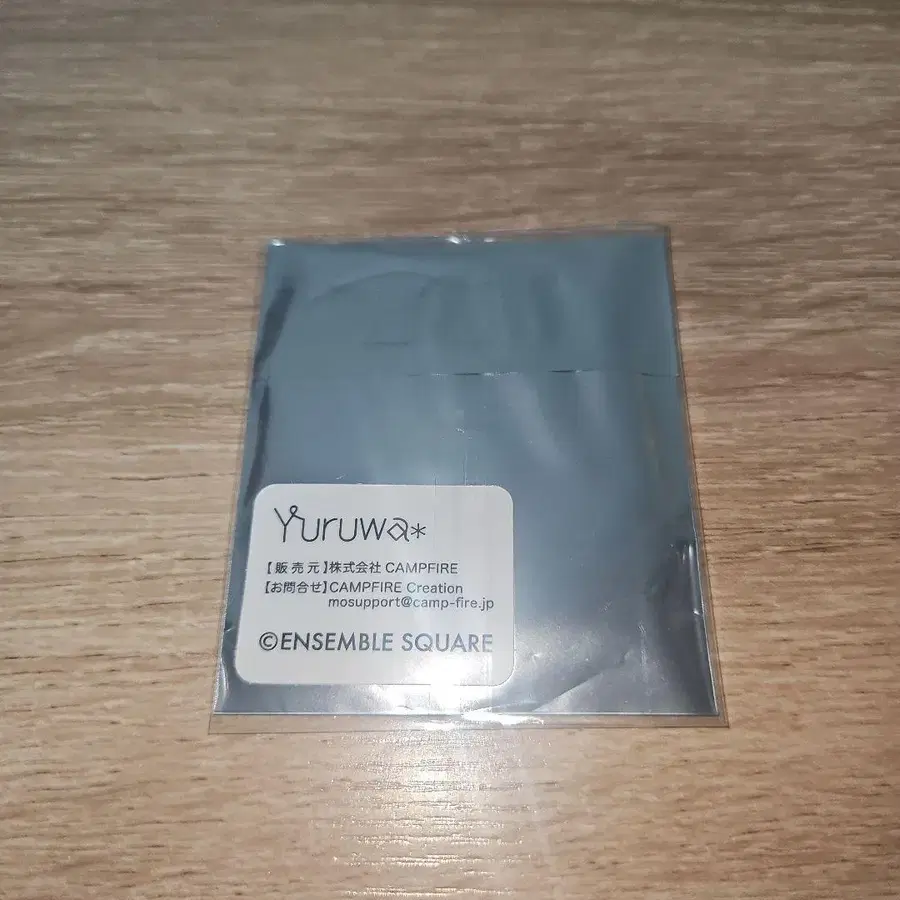 Yuruwa*
【販売元】株式会社 CAMPFIRE
【お問合せ】CAMPFIRE Creation
mosupport@camp-fire.jp
©ENSEMBLE SQUARE